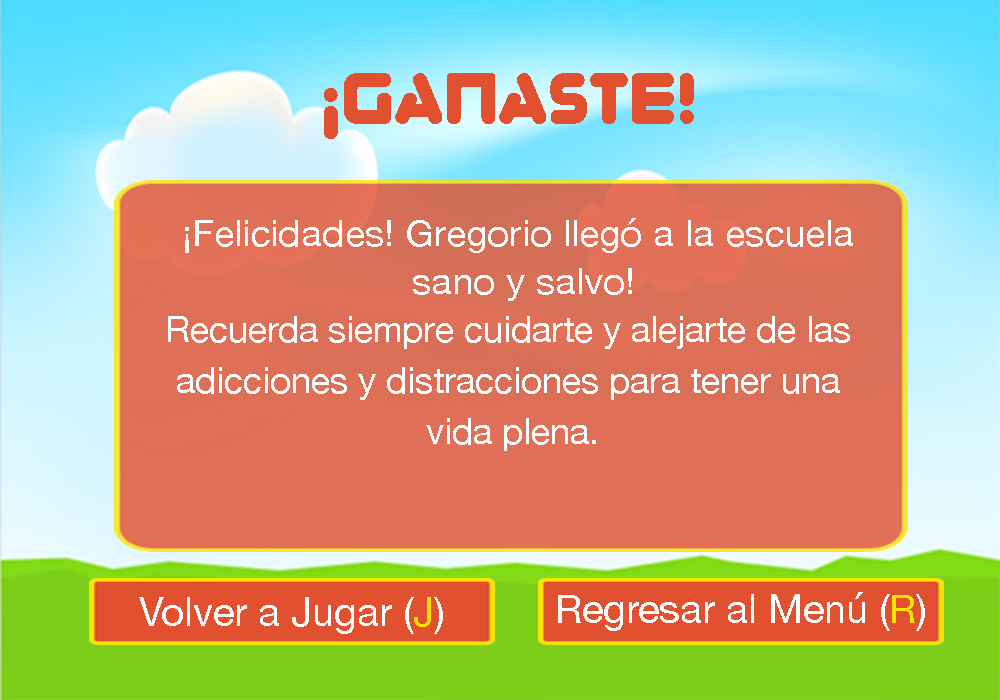 ¡GANASTE!
¡Felicidades! Gregorio llegó a la escuela
sano y salvo!
Recuerda siempre cuidarte y alejarte de las
adicciones y distracciones para tener una
vida plena.
Volver a Jugar (J)
Regresar al Menú (R)